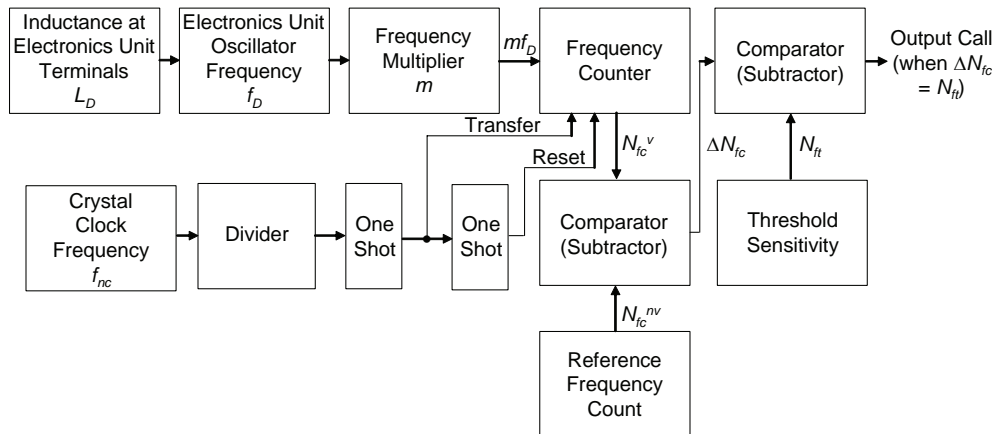 Inductance at
Electronics Unit
Terminals
L_D
Electronics Unit
Oscillator
Frequency
f_D
Frequency
Multiplier
m
mf_D
Frequency
Counter
Comparator
(Subtractor)
Output Call
(when ΔN_fc
= N_ft)
Transfer
Reset
N_fc^v
ΔN_fc
N_ft
Crystal
Clock
Frequency
f_nc
Divider
One
Shot
One
Shot
Comparator
(Subtractor)
Threshold
Sensitivity
N_fc^nv
Reference
Frequency
Count